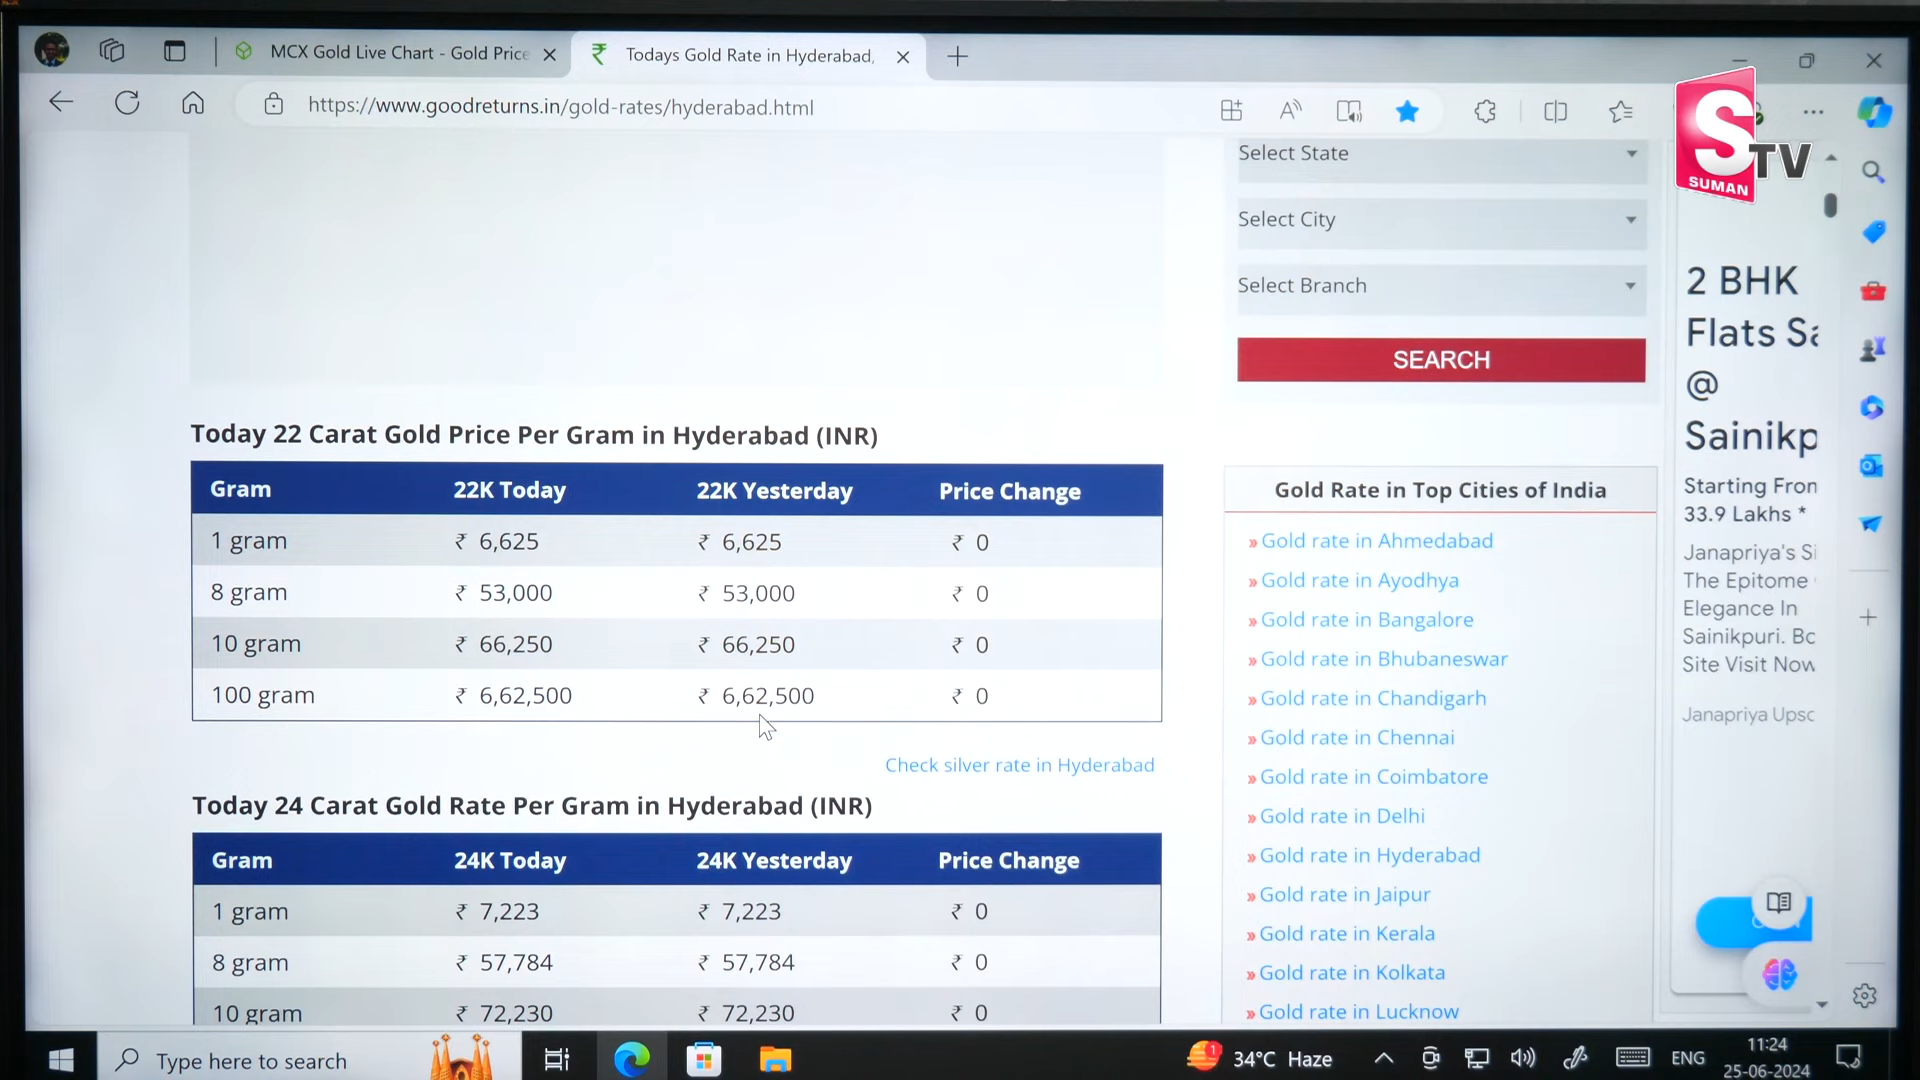 MCX Gold Live Chart - Gold Price
Todays Gold Rate in Hyderabad,
https://www.goodreturns.in/gold-rates/hyderabad.html
S TV
SUMAN
Select State
Select City
Select Branch
SEARCH
2 BHK
Flats Sa
@
Sainikp
Starting Fron
33.9 Lakhs *
Janapriya's Si
The Epitome
Elegance In
Sainikpuri. Bc
Site Visit Now
Janapriya Upsc
Today 22 Carat Gold Price Per Gram in Hyderabad (INR)
Gram 22K Today 22K Yesterday Price Change
1 gram ₹ 6,625 ₹ 6,625 ₹ 0
8 gram ₹ 53,000 ₹ 53,000 ₹ 0
10 gram ₹ 66,250 ₹ 66,250 ₹ 0
100 gram ₹ 6,62,500 ₹ 6,62,500 ₹ 0
Check silver rate in Hyderabad
Today 24 Carat Gold Rate Per Gram in Hyderabad (INR)
Gram 24K Today 24K Yesterday Price Change
1 gram ₹ 7,223 ₹ 7,223 ₹ 0
8 gram ₹ 57,784 ₹ 57,784 ₹ 0
10 gram ₹ 72,230 ₹ 72,230 ₹ 0
Gold Rate in Top Cities of India
» Gold rate in Ahmedabad
» Gold rate in Ayodhya
» Gold rate in Bangalore
» Gold rate in Bhubaneswar
» Gold rate in Chandigarh
» Gold rate in Chennai
» Gold rate in Coimbatore
» Gold rate in Delhi
» Gold rate in Hyderabad
» Gold rate in Jaipur
» Gold rate in Kerala
» Gold rate in Kolkata
» Gold rate in Lucknow
Type here to search
1
34°C Haze
ENG
11:24
25-06-2024